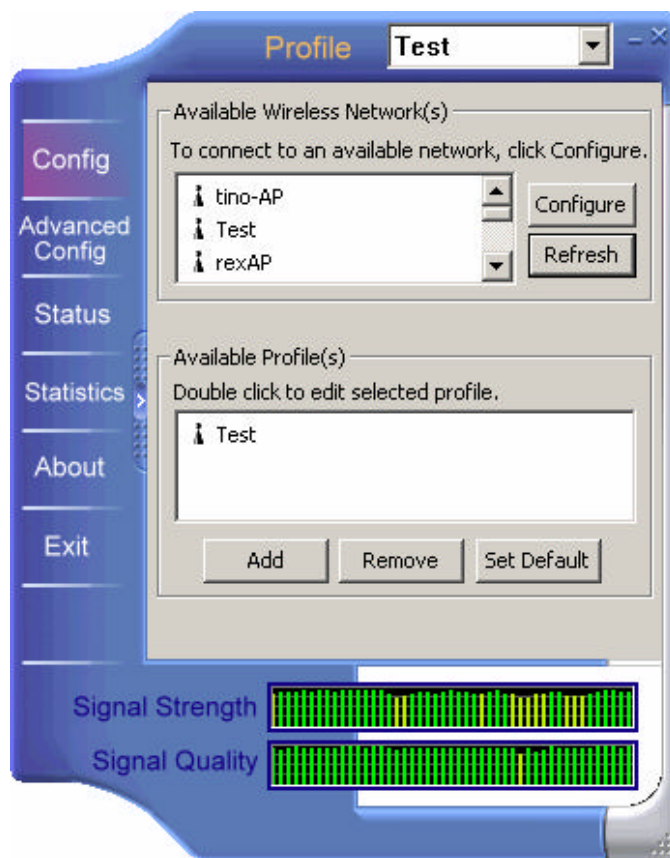 Profile Test
Config
Advanced
Config
Status
Statistics
About
Exit
Available Wireless Network(s)
To connect to an available network, click Configure.
tino-AP
Test
rexAP
Configure
Refresh
Available Profile(s)
Double click to edit selected profile.
Test
Add Remove Set Default
Signal Strength
Signal Quality